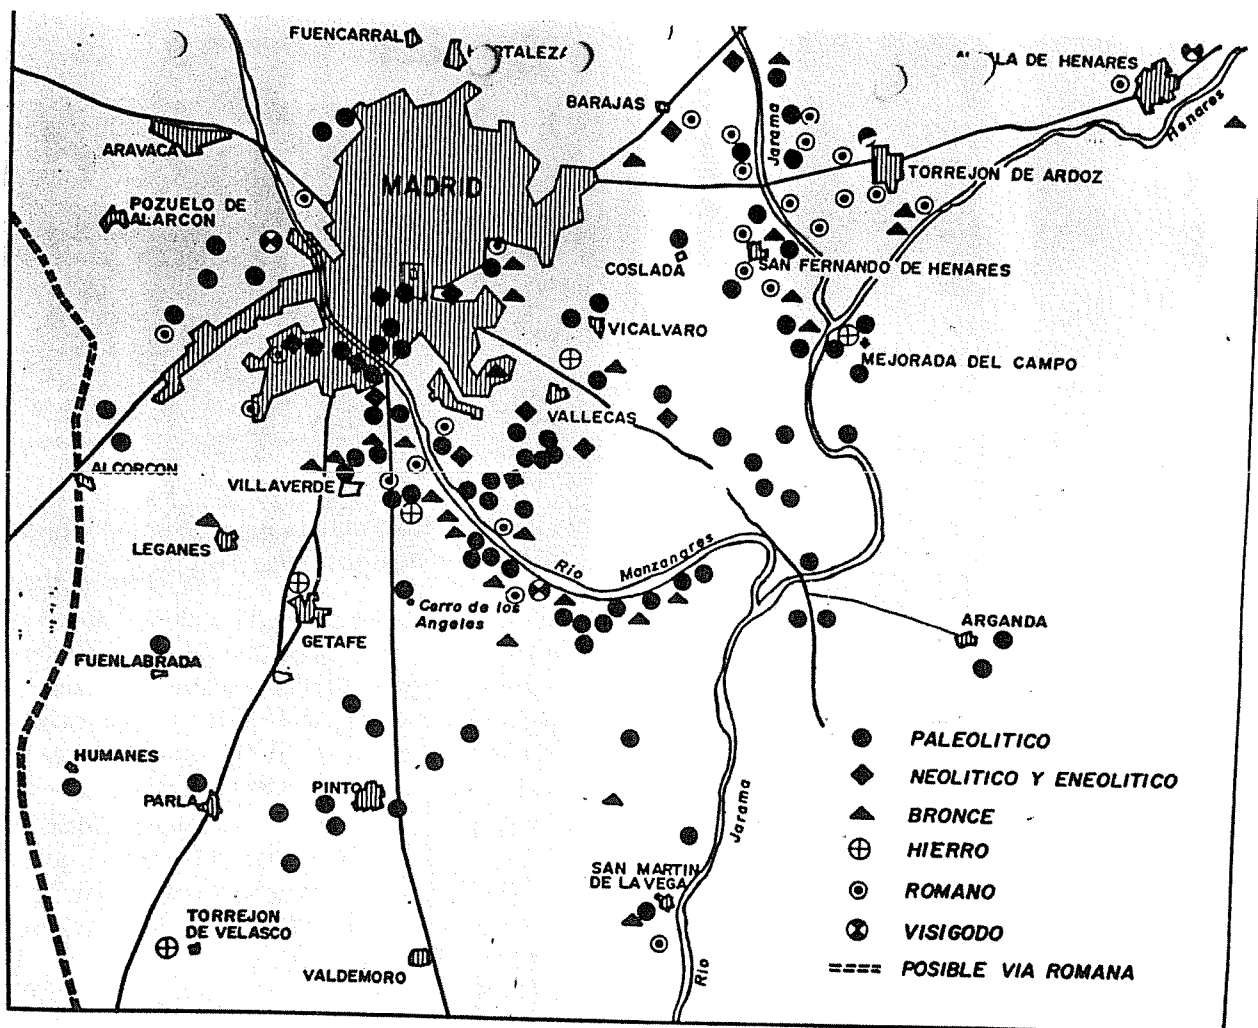 FUENCARRAL
HORTALEZA
ALCALA DE HENARES
BARAJAS
Jarama
Henares
ARAVACA
MADRID
TORREJON DE ARDOZ
POZUELO DE
ALARCON
COSLADA
SAN FERNANDO DE HENARES
VICALVARO
MEJORADA DEL CAMPO
VALLECAS
ALCORCON
VILLAVERDE
LEGANES
Río Manzanares
Cerro de los
Angeles
GETAFE
ARGANDA
FUENLABRADA
HUMANES
PARLA
PINTO
SAN MARTIN
DE LA VEGA
Río Jarama
TORREJON
DE VELASCO
VALDEMORO
PALEOLITICO
NEOLITICO Y ENEOLITICO
BRONCE
HIERRO
ROMANO
VISIGODO
POSIBLE VIA ROMANA